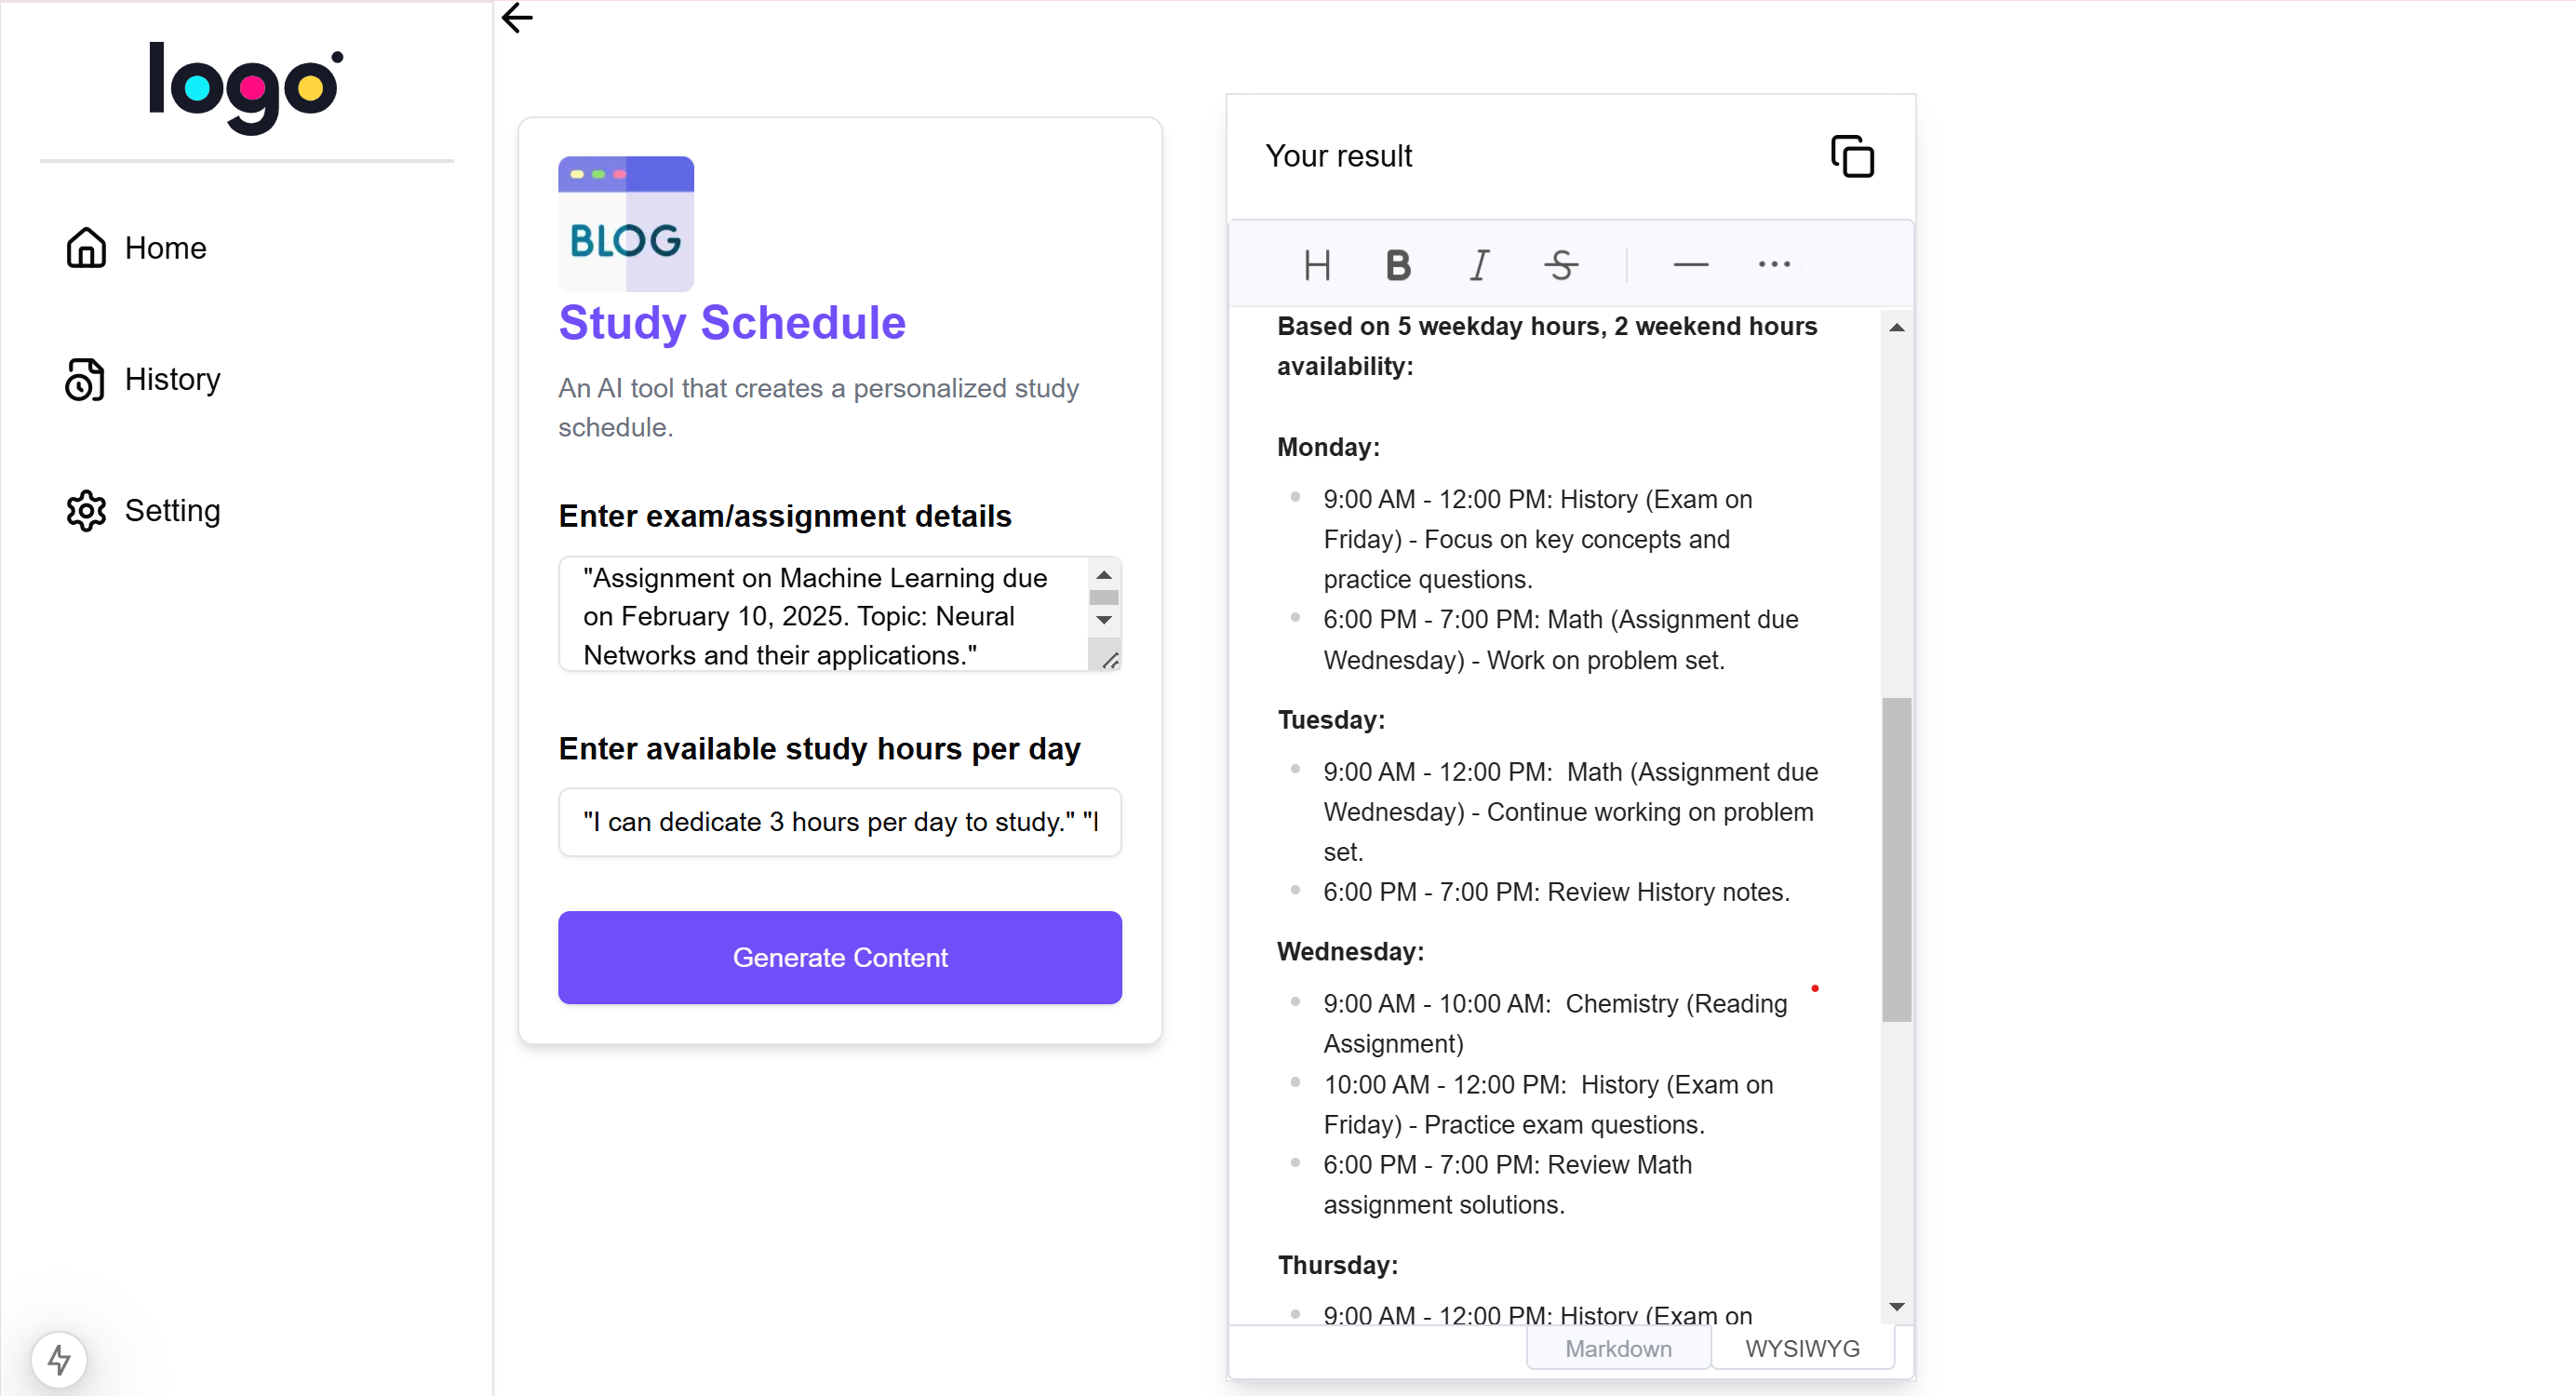 logo
Home
History
Setting
BLOG
Study Schedule
An AI tool that creates a personalized study
schedule.
Enter exam/assignment details
"Assignment on Machine Learning due
on February 10, 2025. Topic: Neural
Networks and their applications."
Enter available study hours per day
"I can dedicate 3 hours per day to study." "I
Generate Content
Your result
Based on 5 weekday hours, 2 weekend hours
availability:
Monday:
9:00 AM - 12:00 PM: History (Exam on
Friday) - Focus on key concepts and
practice questions.
6:00 PM - 7:00 PM: Math (Assignment due
Wednesday) - Work on problem set.
Tuesday:
9:00 AM - 12:00 PM: Math (Assignment due
Wednesday) - Continue working on problem
set.
6:00 PM - 7:00 PM: Review History notes.
Wednesday:
9:00 AM - 10:00 AM: Chemistry (Reading
Assignment)
10:00 AM - 12:00 PM: History (Exam on
Friday) - Practice exam questions.
6:00 PM - 7:00 PM: Review Math
assignment solutions.
Thursday:
9:00 AM - 12:00 PM: History (Exam on
Markdown
WYSIWYG